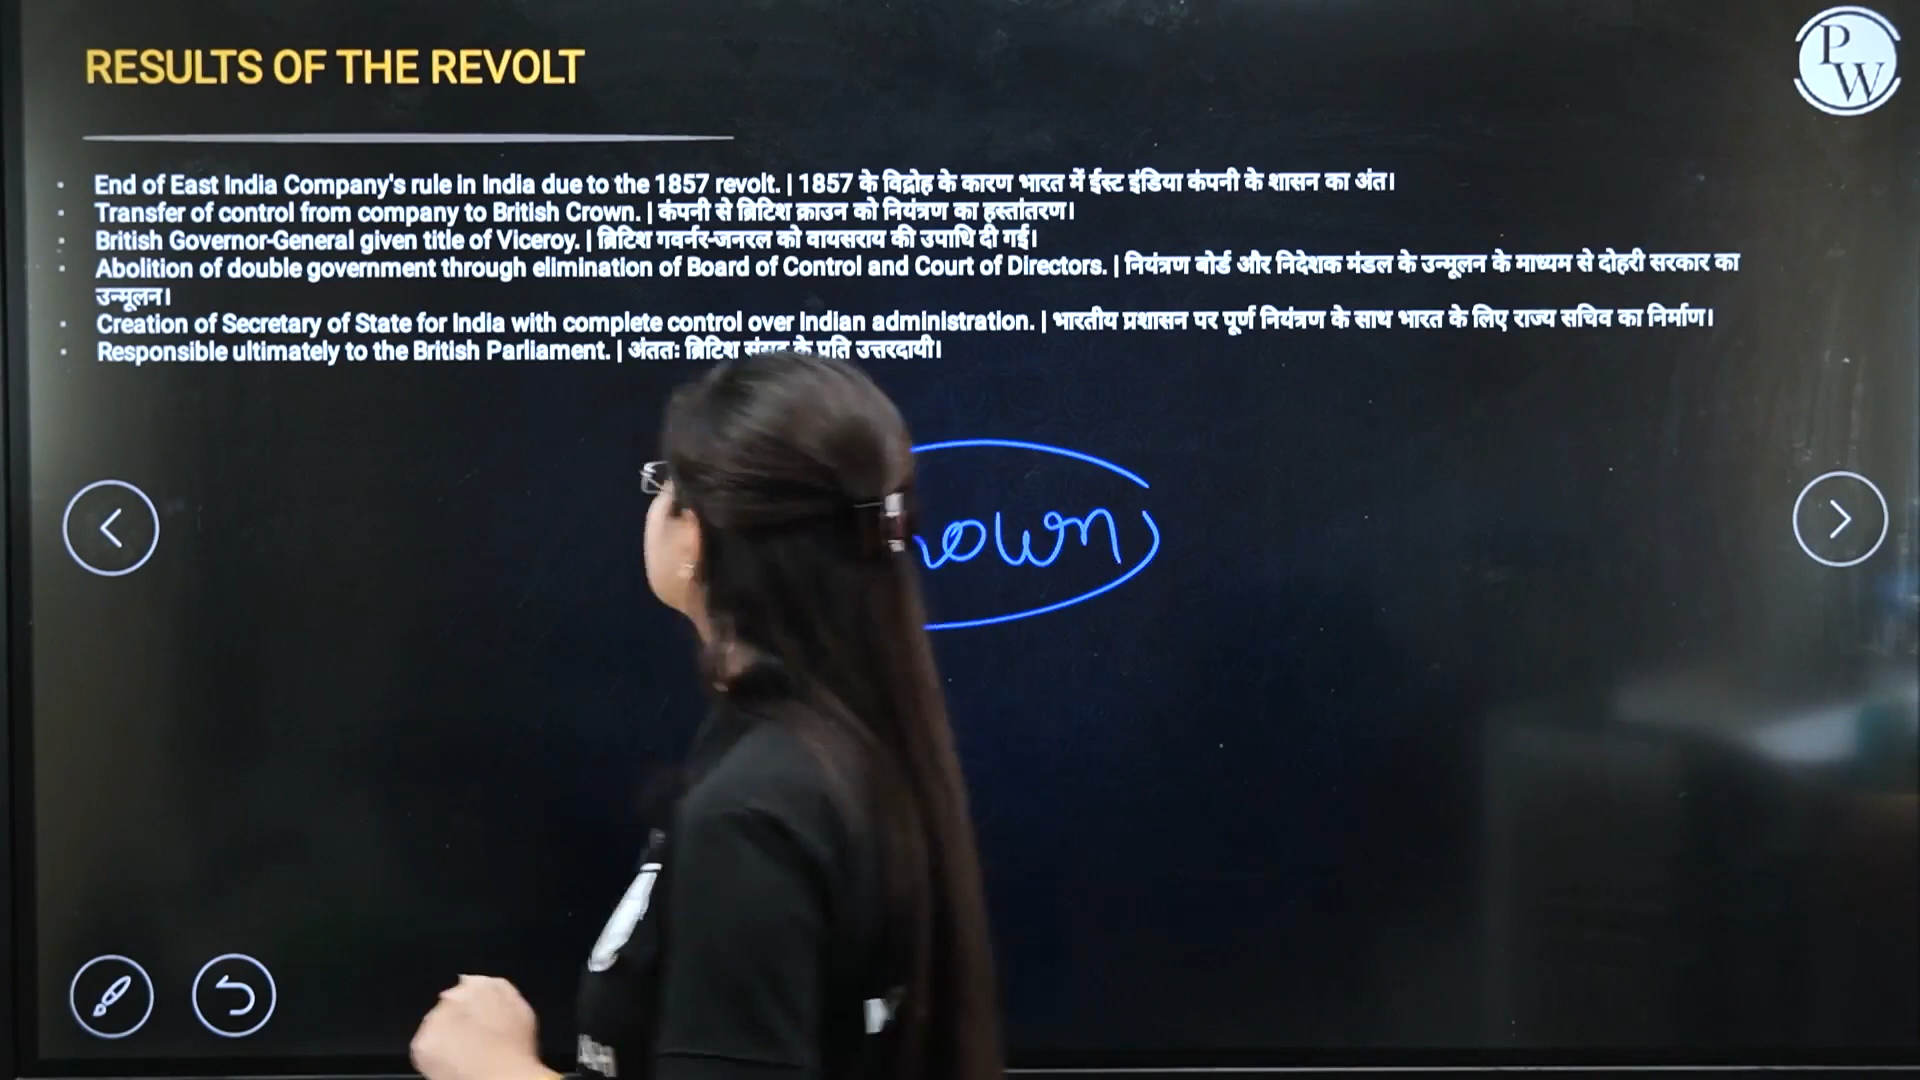 RESULTS OF THE REVOLT
PW
End of East India Company's rule in India due to the 1857 revolt. | 1857 के विद्रोह के कारण भारत में ईस्ट इंडिया कंपनी के शासन का अंत।
Transfer of control from company to British Crown. | कंपनी से ब्रिटिश क्राउन को नियंत्रण का हस्तांतरण।
British Governor-General given title of Viceroy. | ब्रिटिश गवर्नर-जनरल को वायसराय की उपाधि दी गई।
Abolition of double government through elimination of Board of Control and Court of Directors. | नियंत्रण बोर्ड और निदेशक मंडल के उन्मूलन के माध्यम से दोहरी सरकार का
उन्मूलन।
Creation of Secretary of State for India with complete control over Indian administration. | भारतीय प्रशासन पर पूर्ण नियंत्रण के साथ भारत के लिए राज्य सचिव का निर्माण।
Responsible ultimately to the British Parliament. | अंततः ब्रिटिश के प्रति उत्तरदायी।
rown